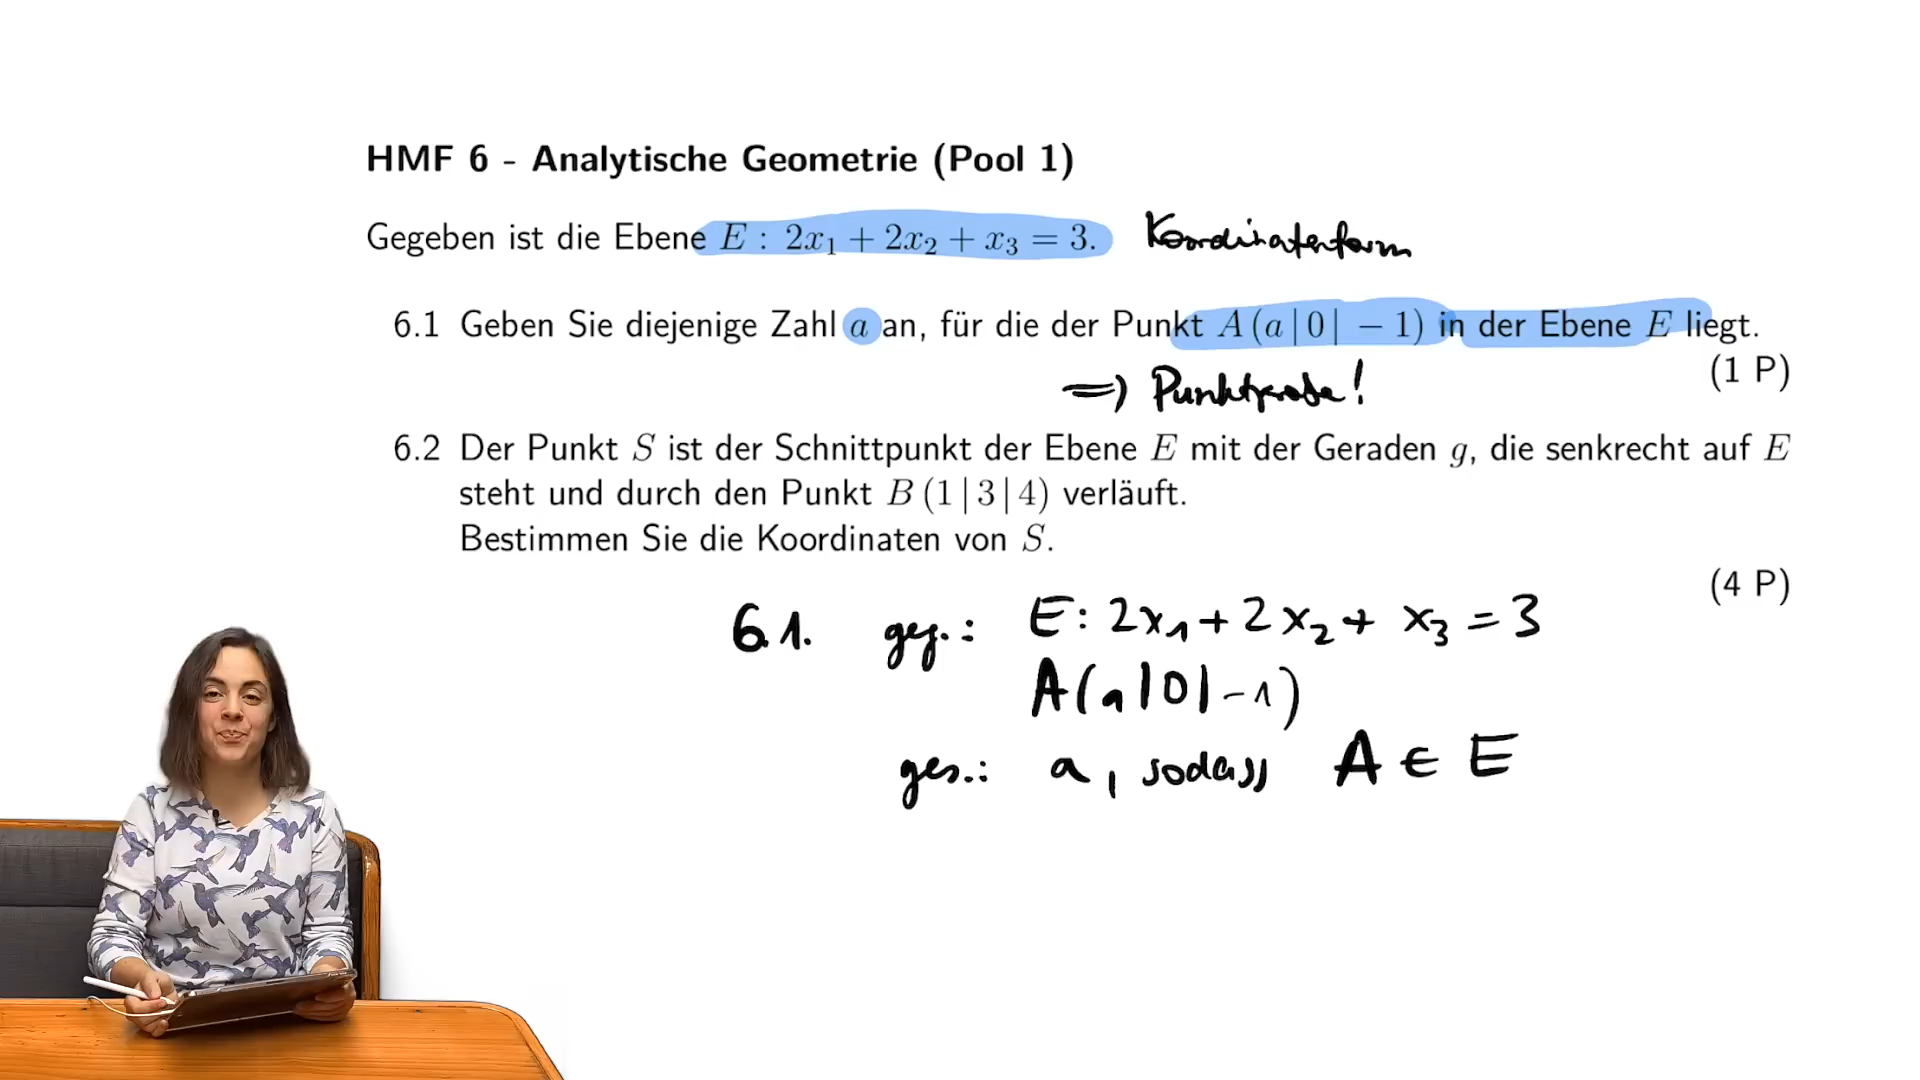 HMF 6 - Analytische Geometrie (Pool 1)
Gegeben ist die Ebene E : 2x₁ + 2x₂ + x₃ = 3. Koordinatenform
6.1 Geben Sie diejenige Zahl a an, für die der Punkt A (a | 0 | − 1) in der Ebene E liegt.
(1 P)
⇒ Punktprobe!
6.2 Der Punkt S ist der Schnittpunkt der Ebene E mit der Geraden g, die senkrecht auf E
steht und durch den Punkt B (1 | 3 | 4) verläuft.
Bestimmen Sie die Koordinaten von S.
(4 P)
6.1. geg.: E: 2x₁ + 2x₂ + x₃ = 3
A(a|0|-1)
ges.: a, sodass A ∈ E